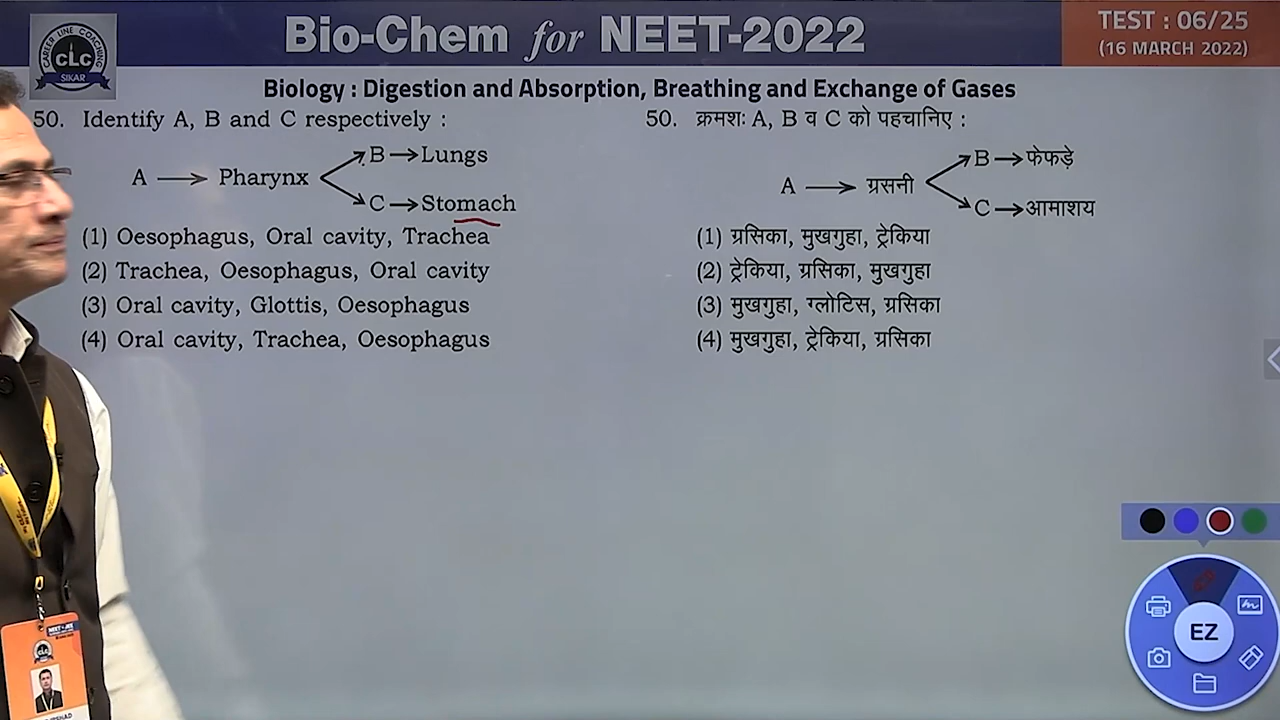 CAREER LINE COACHING
CLC
SIKAR
Bio-Chem for NEET-2022
TEST : 06/25
(16 MARCH 2022)
Biology : Digestion and Absorption, Breathing and Exchange of Gases
50. Identify A, B and C respectively :
B → Lungs
A → Pharynx
C → Stomach
(1) Oesophagus, Oral cavity, Trachea
(2) Trachea, Oesophagus, Oral cavity
(3) Oral cavity, Glottis, Oesophagus
(4) Oral cavity, Trachea, Oesophagus
50. क्रमशः A, B व C को पहचानिए :
B → फेफड़े
A → ग्रसनी
C → आमाशय
(1) ग्रसिका, मुखगुहा, ट्रेकिया
(2) ट्रेकिया, ग्रसिका, मुखगुहा
(3) मुखगुहा, ग्लोटिस, ग्रसिका
(4) मुखगुहा, ट्रेकिया, ग्रसिका
EZ